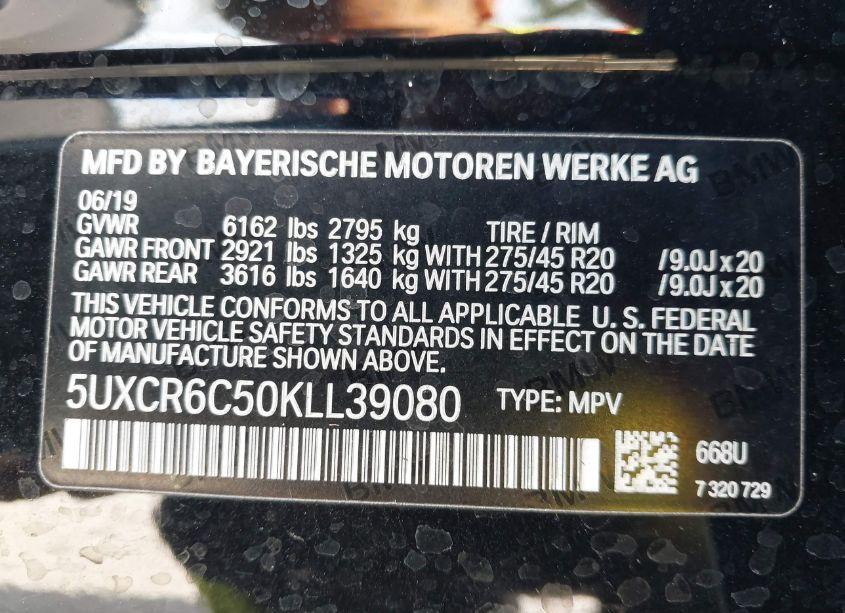 MFD BY BAYERISCHE MOTOREN WERKE AG
06/19
GVWR 6162 lbs 2795 kg TIRE / RIM
GAWR FRONT 2921 lbs 1325 kg WITH 275/45 R20 /9.0J x 20
GAWR REAR 3616 lbs 1640 kg WITH 275/45 R20 /9.0J x 20
THIS VEHICLE CONFORMS TO ALL APPLICABLE U. S. FEDERAL
MOTOR VEHICLE SAFETY STANDARDS IN EFFECT ON THE DATE
OF MANUFACTURE SHOWN ABOVE.
5UXCR6C50KLL39080 TYPE: MPV
668U
7 320 729